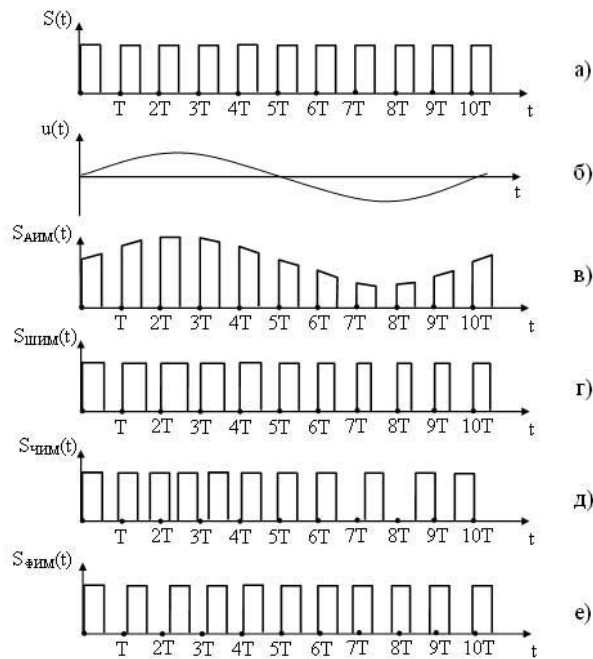 S(t)
а)
T 2T 3T 4T 5T 6T 7T 8T 9T 10T t
u(t)
б)
t
SАИМ(t)
в)
T 2T 3T 4T 5T 6T 7T 8T 9T 10T t
SШИМ(t)
г)
T 2T 3T 4T 5T 6T 7T 8T 9T 10T t
SЧИМ(t)
д)
T 2T 3T 4T 5T 6T 7T 8T 9T 10T t
SФИМ(t)
е)
T 2T 3T 4T 5T 6T 7T 8T 9T 10T t